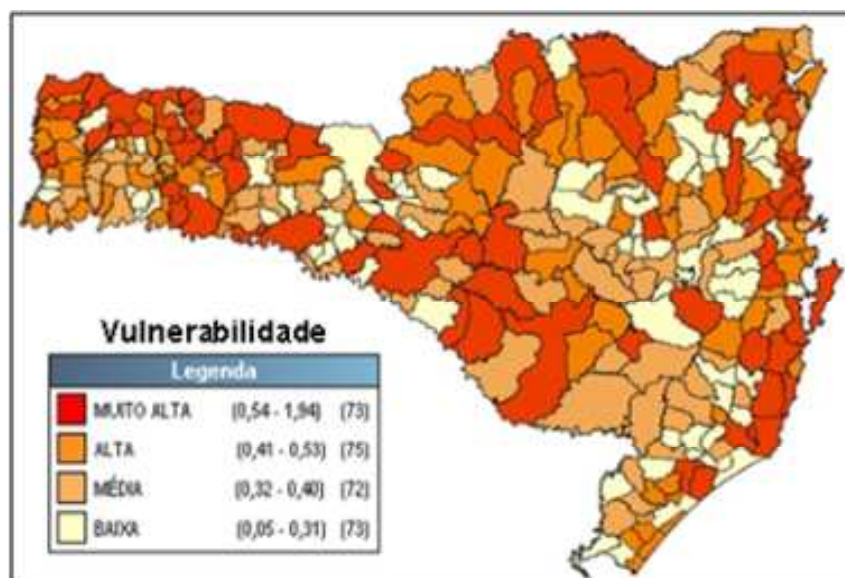 Vulnerabilidade
Legenda
MUITO ALTA (0,54 - 1,94) (73)
ALTA (0,41 - 0,53) (75)
MÉDIA (0,32 - 0,40) (72)
BAIXA (0,05 - 0,31) (73)